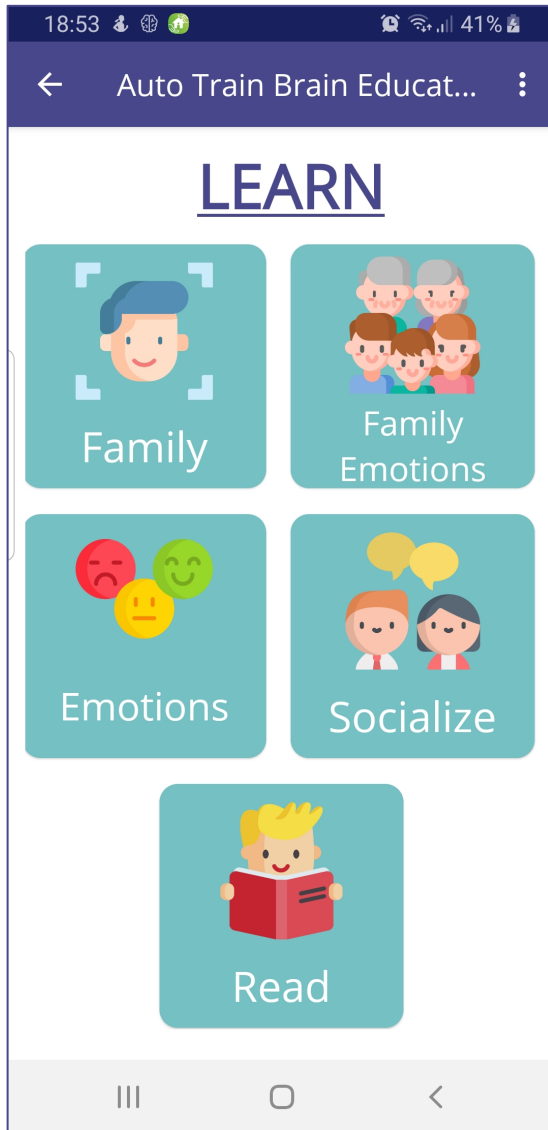 18:53 41%
Auto Train Brain Educat...
LEARN
Family
Family
Emotions
Emotions
Socialize
Read